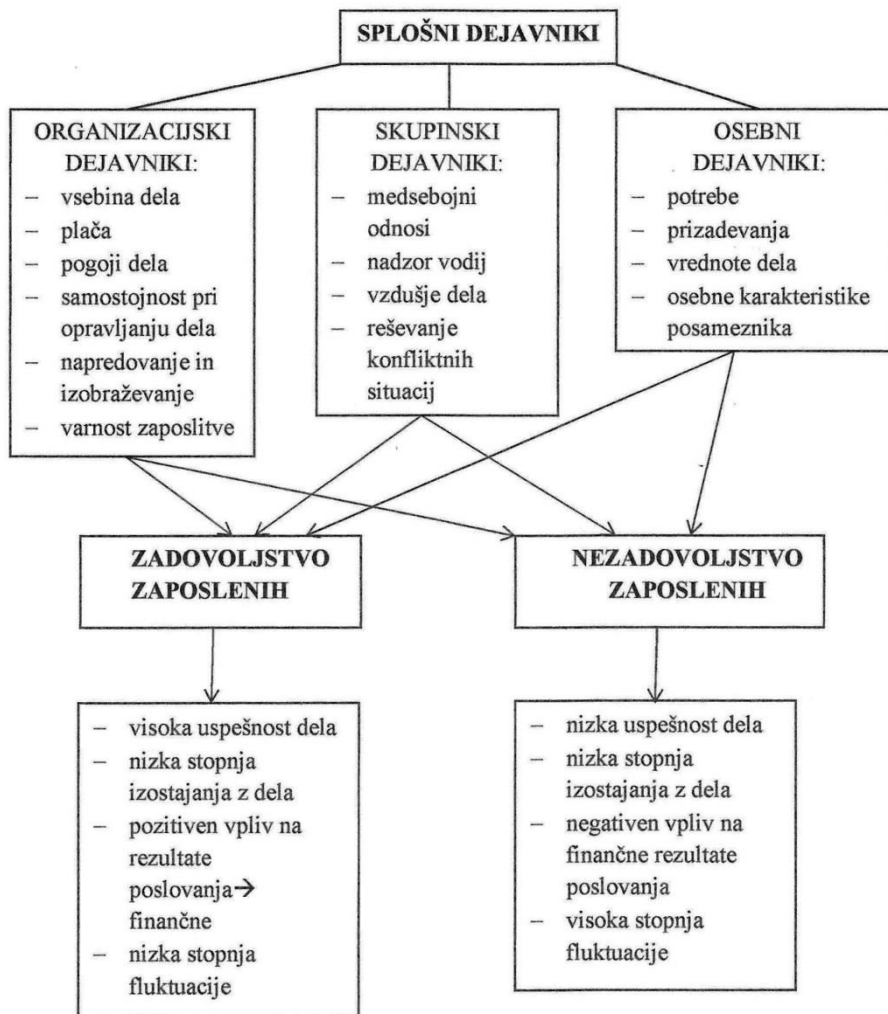 SPLOŠNI DEJAVNIKI
ORGANIZACIJSKI
DEJAVNIKI:
– vsebina dela
– plača
– pogoji dela
– samostojnost pri
opravljanju dela
– napredovanje in
izobraževanje
– varnost zaposlitve
SKUPINSKI
DEJAVNIKI:
– medsebojni
odnosi
– nadzor vodij
– vzdušje dela
– reševanje
konfliktnih
situacij
OSEBNI
DEJAVNIKI:
– potrebe
– prizadevanja
– vrednote dela
– osebne karakteristike
posameznika
ZADOVOLJSTVO
ZAPOSLENIH
NEZADOVOLJSTVO
ZAPOSLENIH
– visoka uspešnost dela
– nizka stopnja
izostajanja z dela
– pozitiven vpliv na
rezultate
poslovanja→
finančne
– nizka stopnja
fluktuacije
– nizka uspešnost dela
– nizka stopnja
izostajanja z dela
– negativen vpliv na
finančne rezultate
poslovanja
– visoka stopnja
fluktuacije